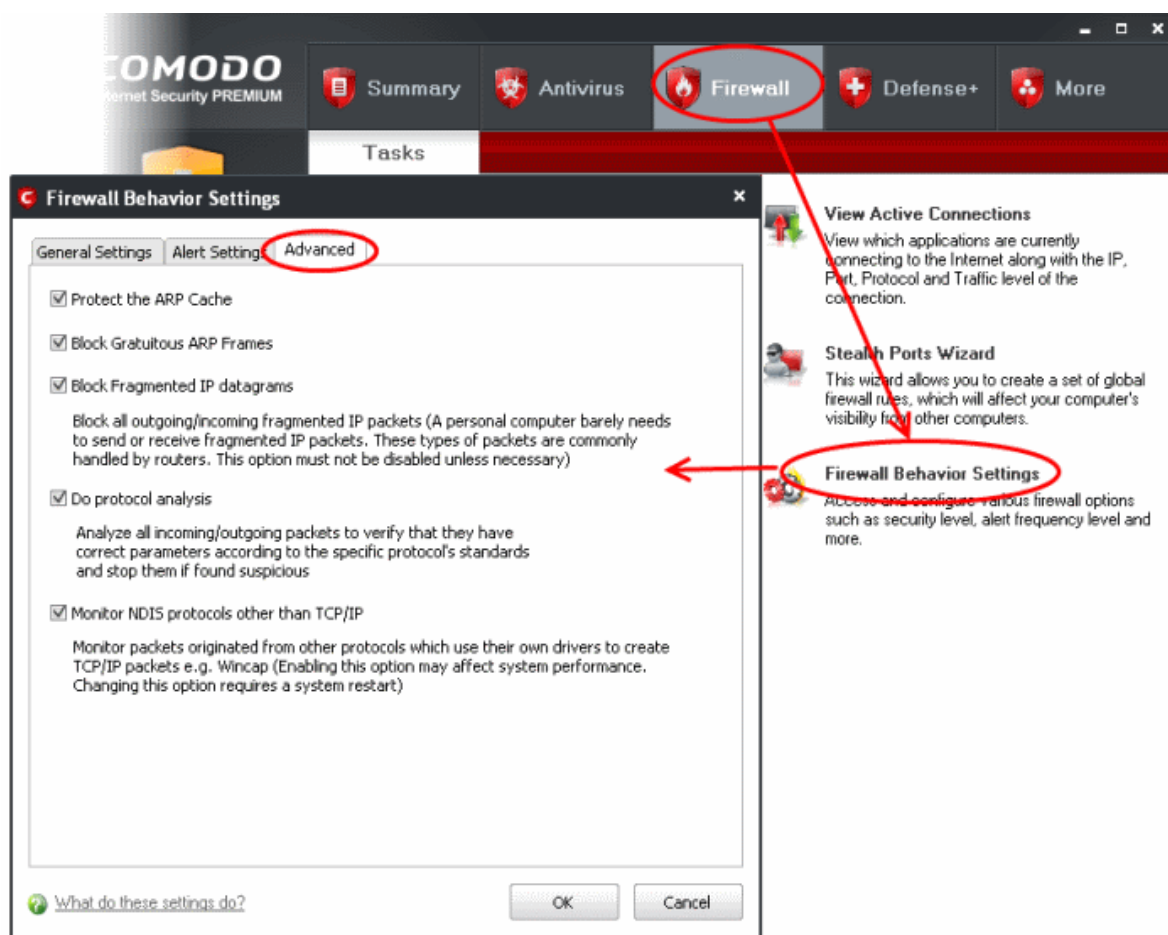 COMODO
Internet Security PREMIUM
Summary
Antivirus
Firewall
Defense+
More
Tasks
Firewall Behavior Settings
General Settings
Alert Settings
Advanced
Protect the ARP Cache
Block Gratuitous ARP Frames
Block Fragmented IP datagrams
Block all outgoing/incoming fragmented IP packets (A personal computer barely needs
to send or receive fragmented IP packets. These types of packets are commonly
handled by routers. This option must not be disabled unless necessary)
Do protocol analysis
Analyze all incoming/outgoing packets to verify that they have
correct parameters according to the specific protocol's standards
and stop them if found suspicious
Monitor NDIS protocols other than TCP/IP
Monitor packets originated from other protocols which use their own drivers to create
TCP/IP packets e.g. Wincap (Enabling this option may affect system performance.
Changing this option requires a system restart)
What do these settings do?
OK
Cancel
View Active Connections
View which applications are currently
connecting to the Internet along with the IP,
Port, Protocol and Traffic level of the
connection.
Stealth Ports Wizard
This wizard allows you to create a set of global
firewall rules, which will affect your computer's
visibility from other computers.
Firewall Behavior Settings
Access and configure various firewall options
such as security level, alert frequency level and
more.